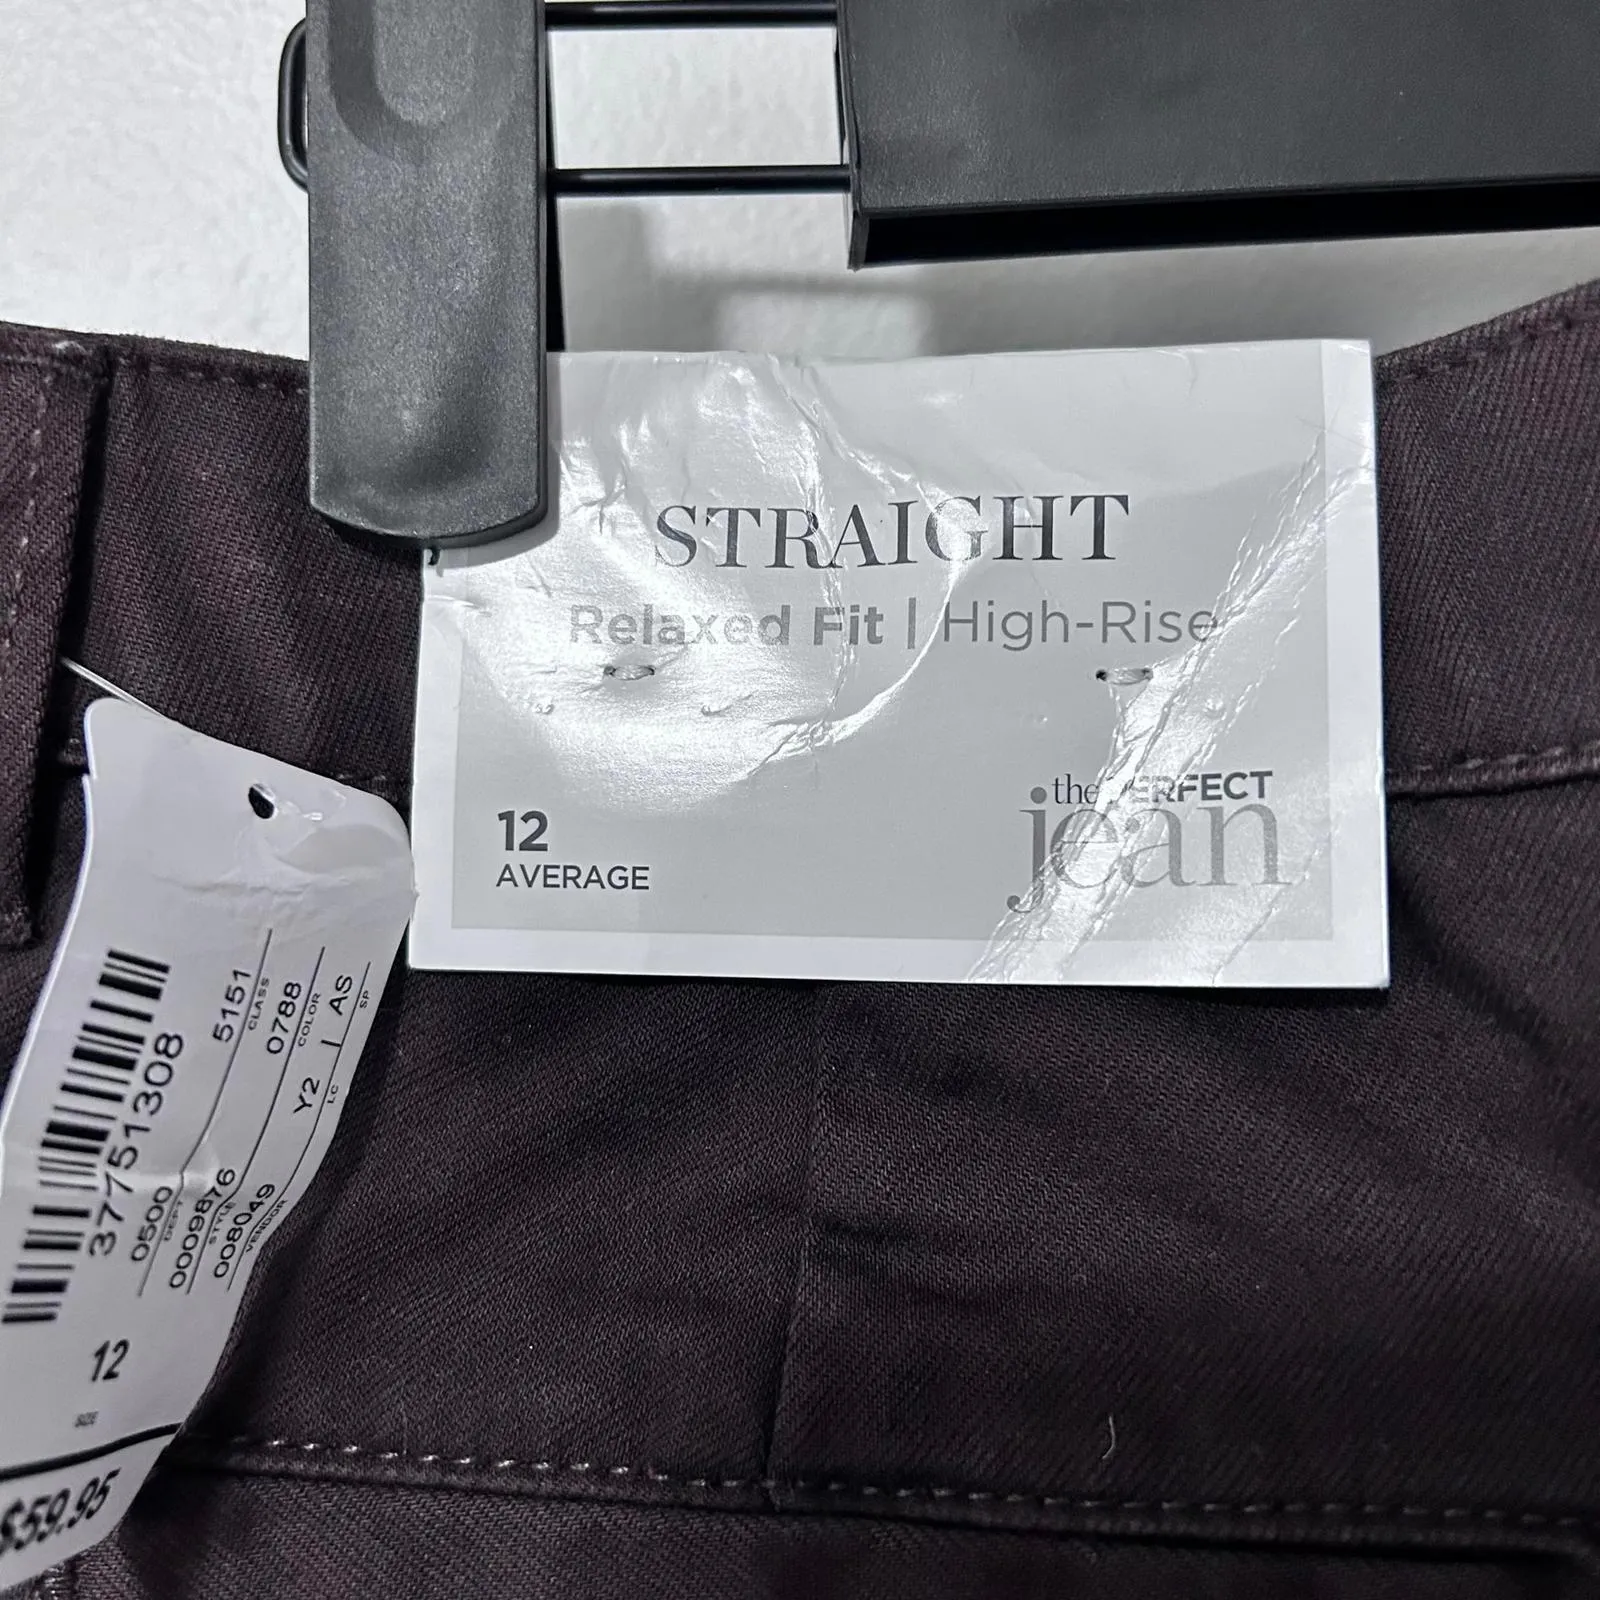 STRAIGHT
Relaxed Fit | High-Rise
12
AVERAGE
the PERFECT
jean
37751308
5151
CLASS
0788
COLOR
Y2 | AS
LC SP
0500
DEPT
0009876
STYLE
008049
VENDOR
12
SIZE
$59.95